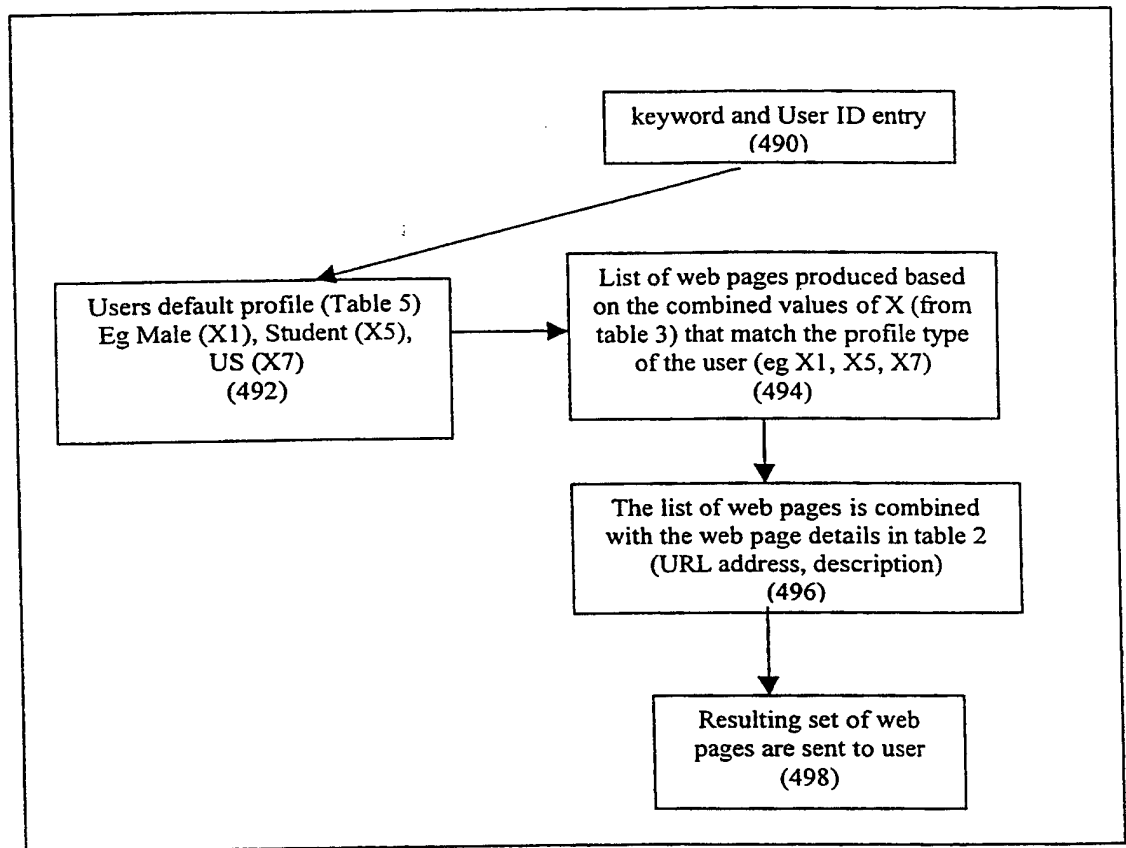 keyword and User ID entry
(490)
Users default profile (Table 5)
Eg Male (X1), Student (X5),
US (X7)
(492)
List of web pages produced based
on the combined values of X (from
table 3) that match the profile type
of the user (eg X1, X5, X7)
(494)
The list of web pages is combined
with the web page details in table 2
(URL address, description)
(496)
Resulting set of web
pages are sent to user
(498)